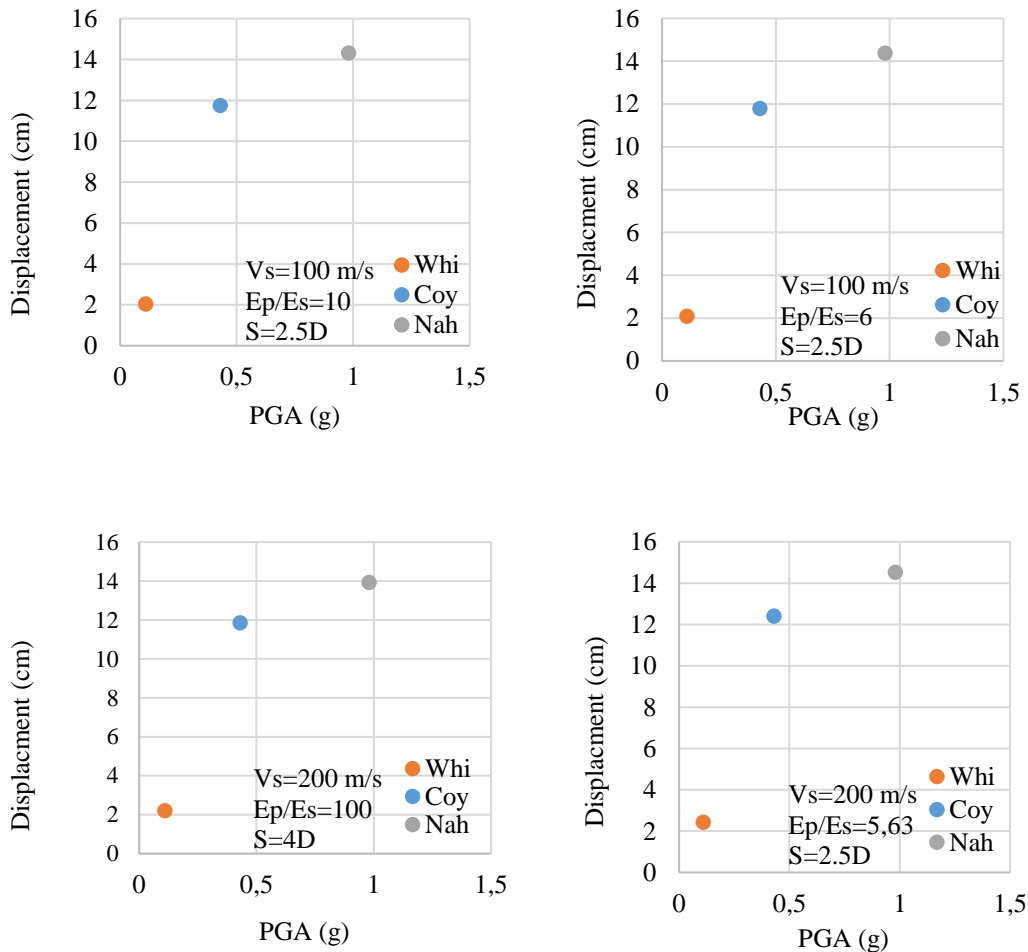 16
14
12
10
8
6
4
2
0
Displacement (cm)
Vs=100 m/s
Ep/Es=10
S=2.5D
Whi
Coy
Nah
0 0,5 1 1,5
PGA (g)
16
14
12
10
8
6
4
2
0
Displacment (cm)
Vs=100 m/s
Ep/Es=6
S=2.5D
Whi
Coy
Nah
0 0,5 1 1,5
PGA (g)
16
14
12
10
8
6
4
2
0
Displacment (cm)
Vs=200 m/s
Ep/Es=100
S=4D
Whi
Coy
Nah
0 0,5 1 1,5
PGA (g)
16
14
12
10
8
6
4
2
0
Displacment (cm)
Vs=200 m/s
Ep/Es=5,63
S=2.5D
Whi
Coy
Nah
0 0,5 1 1,5
PGA (g)